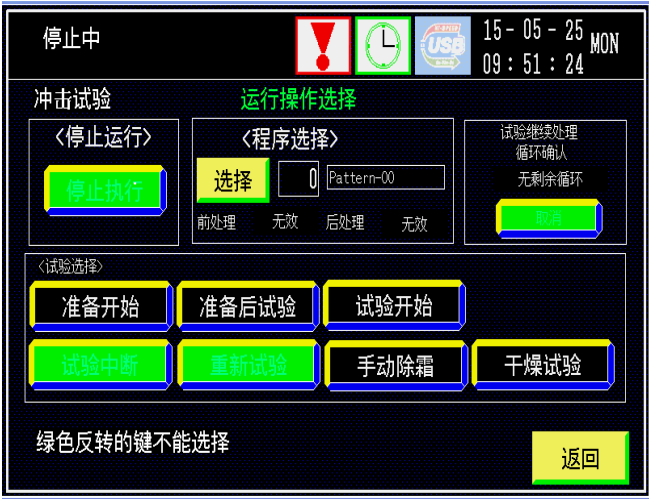 停止中
USB
15-05-25 MON
09:51:24
冲击试验
运行操作选择
<停止运行>
停止执行
<程序选择>
选择 0 Pattern-00
前处理 无效 后处理 无效
试验继续处理
循环确认
无剩余循环
取消
<试验选择>
准备开始 准备后试验 试验开始
试验中断 重新试验 手动除霜 干燥试验
绿色反转的键不能选择
返回